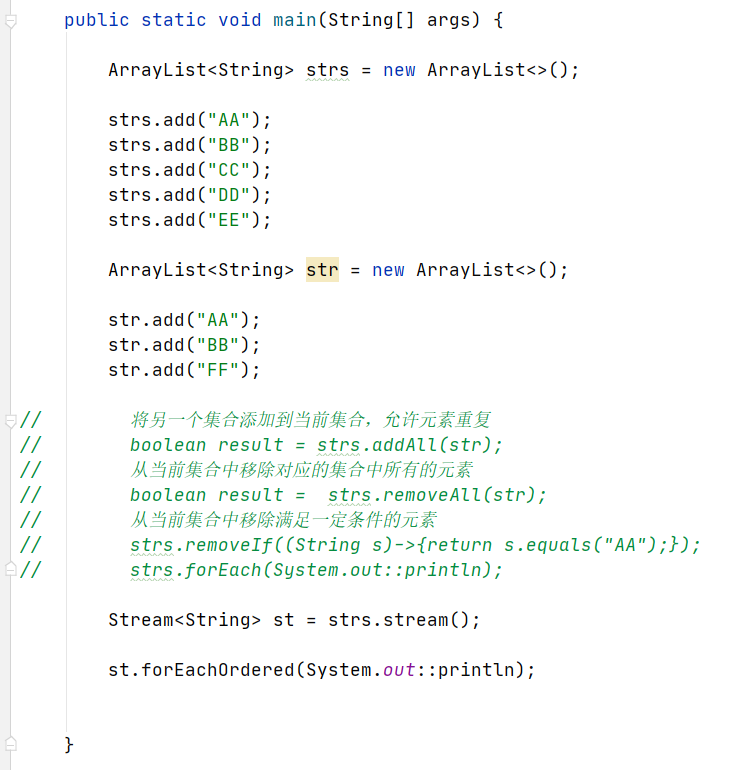 public static void main(String[] args) {
ArrayList<String> strs = new ArrayList<>();
strs.add("AA");
strs.add("BB");
strs.add("CC");
strs.add("DD");
strs.add("EE");
ArrayList<String> str = new ArrayList<>();
str.add("AA");
str.add("BB");
str.add("FF");
//        将另一个集合添加到当前集合，允许元素重复
//        boolean result = strs.addAll(str);
//        从当前集合中移除对应的集合中所有的元素
//        boolean result =  strs.removeAll(str);
//        从当前集合中移除满足一定条件的元素
//        strs.removeIf((String s)->{return s.equals("AA");});
//        strs.forEach(System.out::println);
Stream<String> st = strs.stream();
st.forEachOrdered(System.out::println);
}